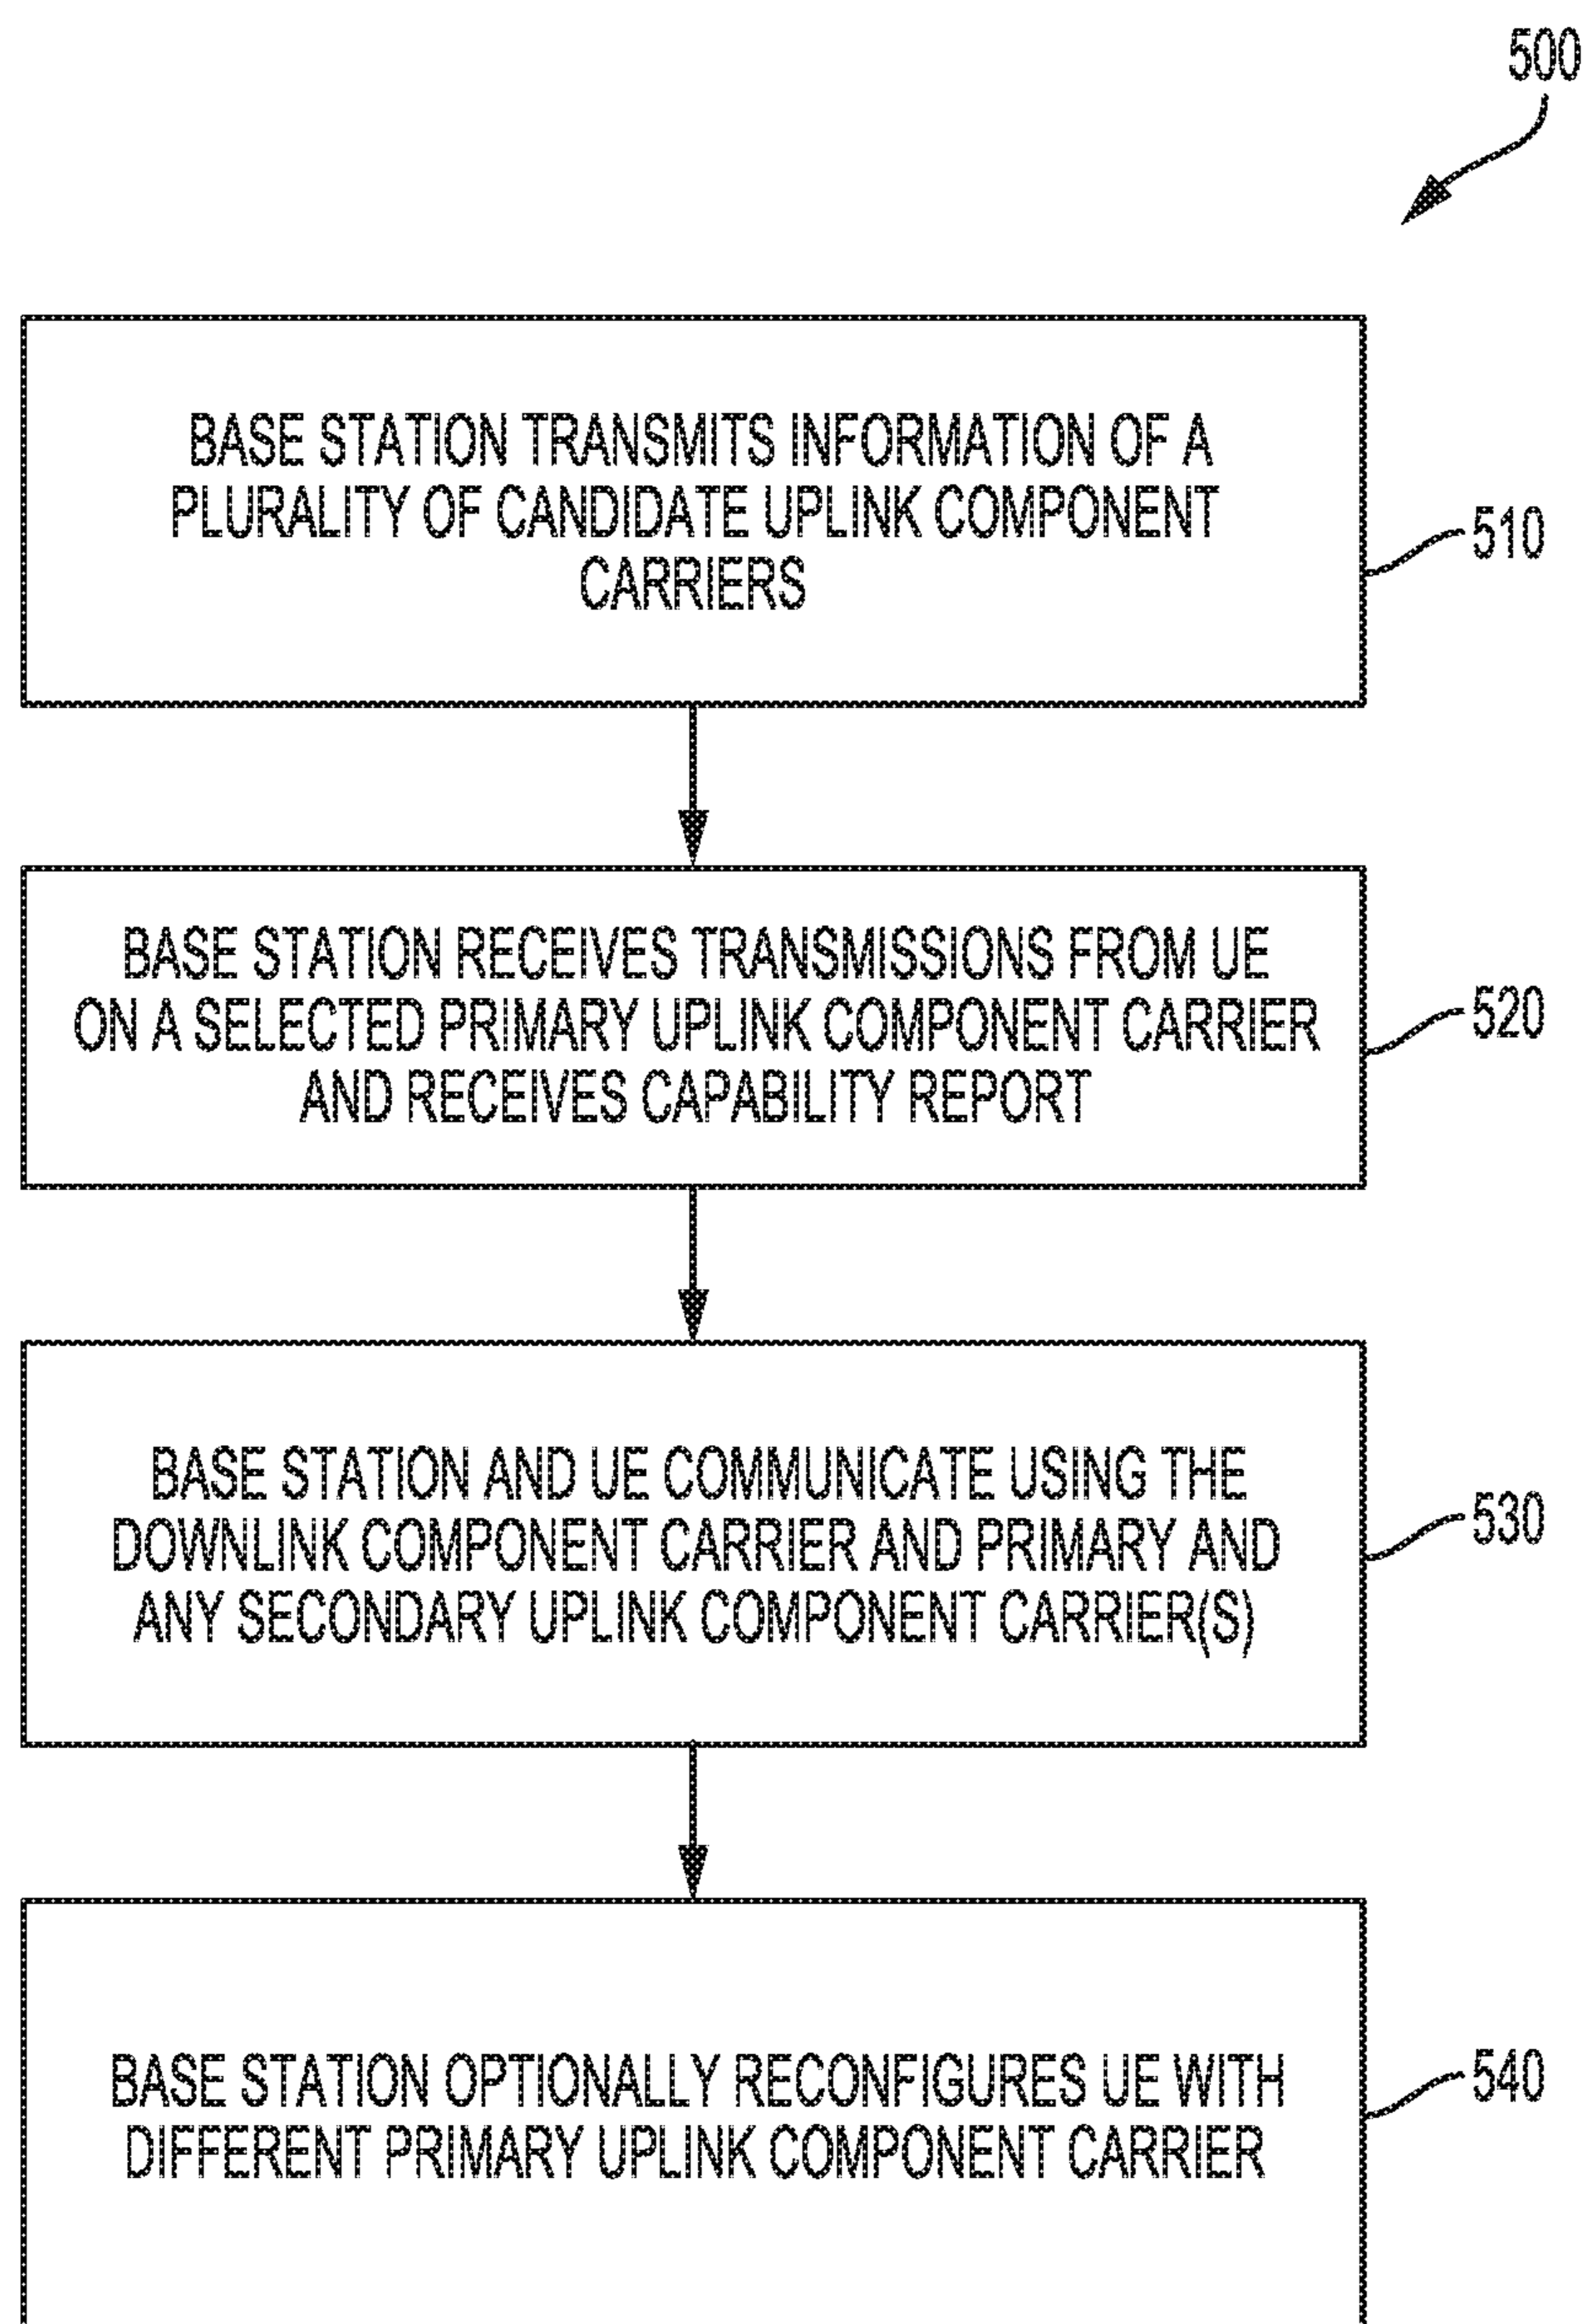 500
BASE STATION TRANSMITS INFORMATION OF A
PLURALITY OF CANDIDATE UPLINK COMPONENT
CARRIERS
510
BASE STATION RECEIVES TRANSMISSIONS FROM UE
ON A SELECTED PRIMARY UPLINK COMPONENT CARRIER
AND RECEIVES CAPABILITY REPORT
520
BASE STATION AND UE COMMUNICATE USING THE
DOWNLINK COMPONENT CARRIER AND PRIMARY AND
ANY SECONDARY UPLINK COMPONENT CARRIER(S)
530
BASE STATION OPTIONALLY RECONFIGURES UE WITH
DIFFERENT PRIMARY UPLINK COMPONENT CARRIER
540